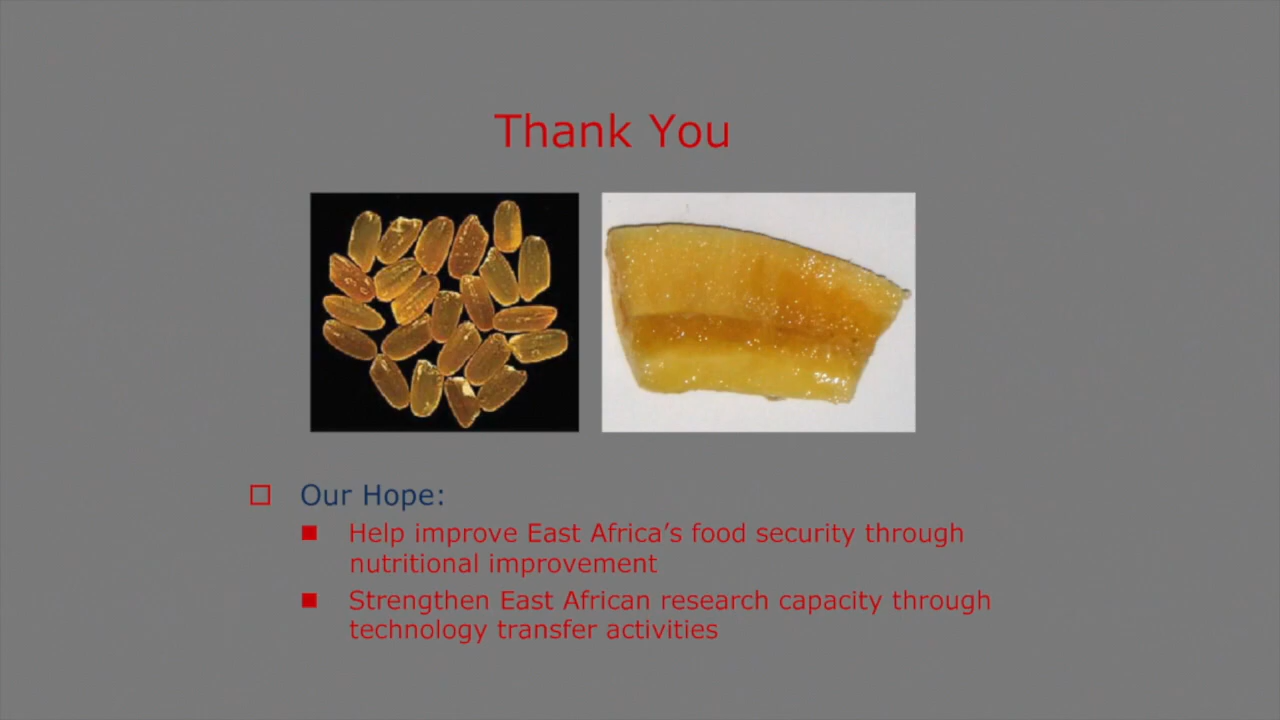 Thank You
Our Hope:
Help improve East Africa’s food security through
nutritional improvement
Strengthen East African research capacity through
technology transfer activities